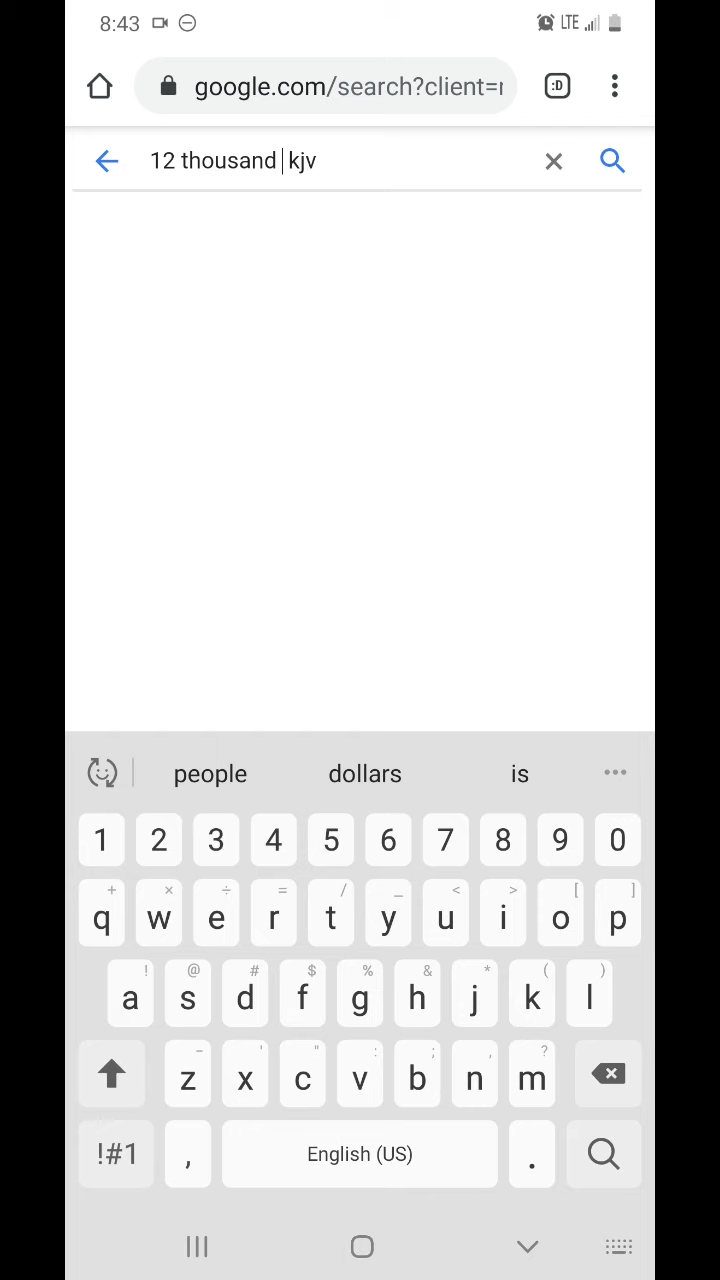 8:43 LTE
:D
google.com/search?client=
12 thousand kjv
people dollars is •••
1 2 3 4 5 6 7 8 9 0
+ × ÷ = / _ < > [ ]
q w e r t y u i o p
! @ # $ % & * ( )
a s d f g h j k l
- ' " : ; , ?
z x c v b n m
!#1 , English (US) .